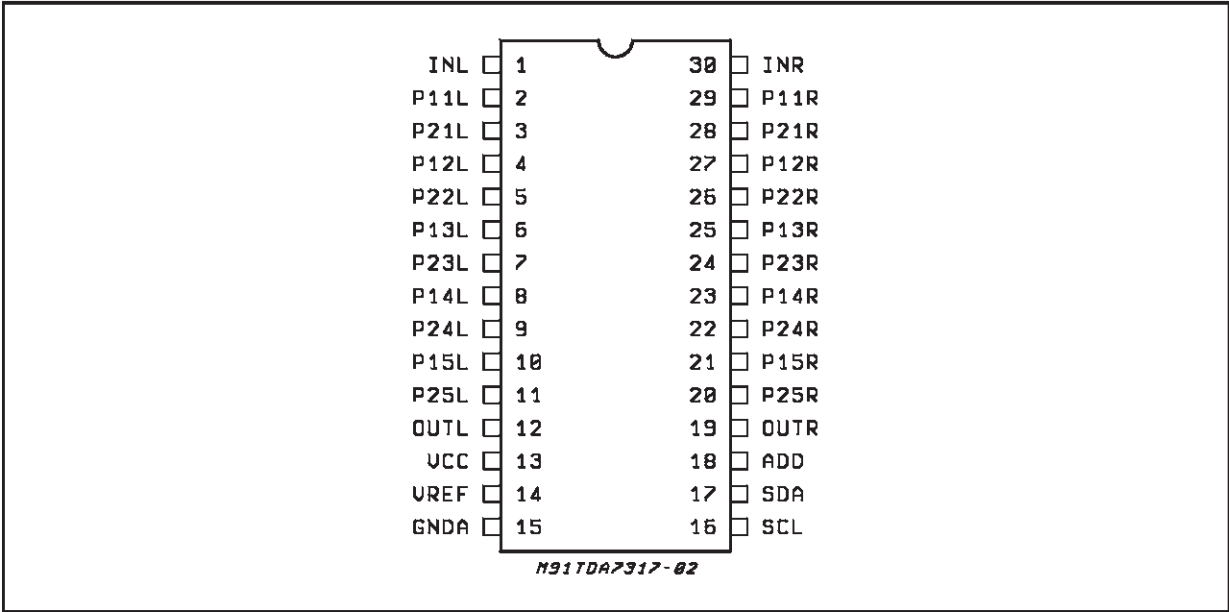 INL 1 30 INR
P11L 2 29 P11R
P21L 3 28 P21R
P12L 4 27 P12R
P22L 5 26 P22R
P13L 6 25 P13R
P23L 7 24 P23R
P14L 8 23 P14R
P24L 9 22 P24R
P15L 10 21 P15R
P25L 11 20 P25R
OUTL 12 19 OUTR
VCC 13 18 ADD
VREF 14 17 SDA
GNDA 15 16 SCL
M91TDA7317-02